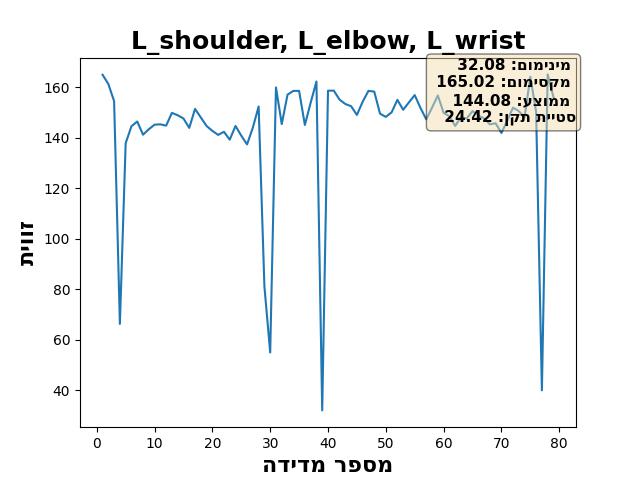 L_shoulder, L_elbow, L_wrist
מינימום: 32.08
מקסימום: 165.02
ממוצע: 144.08
סטיית תקן: 24.42
זווית
160
140
120
100
80
60
40
0 10 20 30 40 50 60 70 80
מספר מדידה